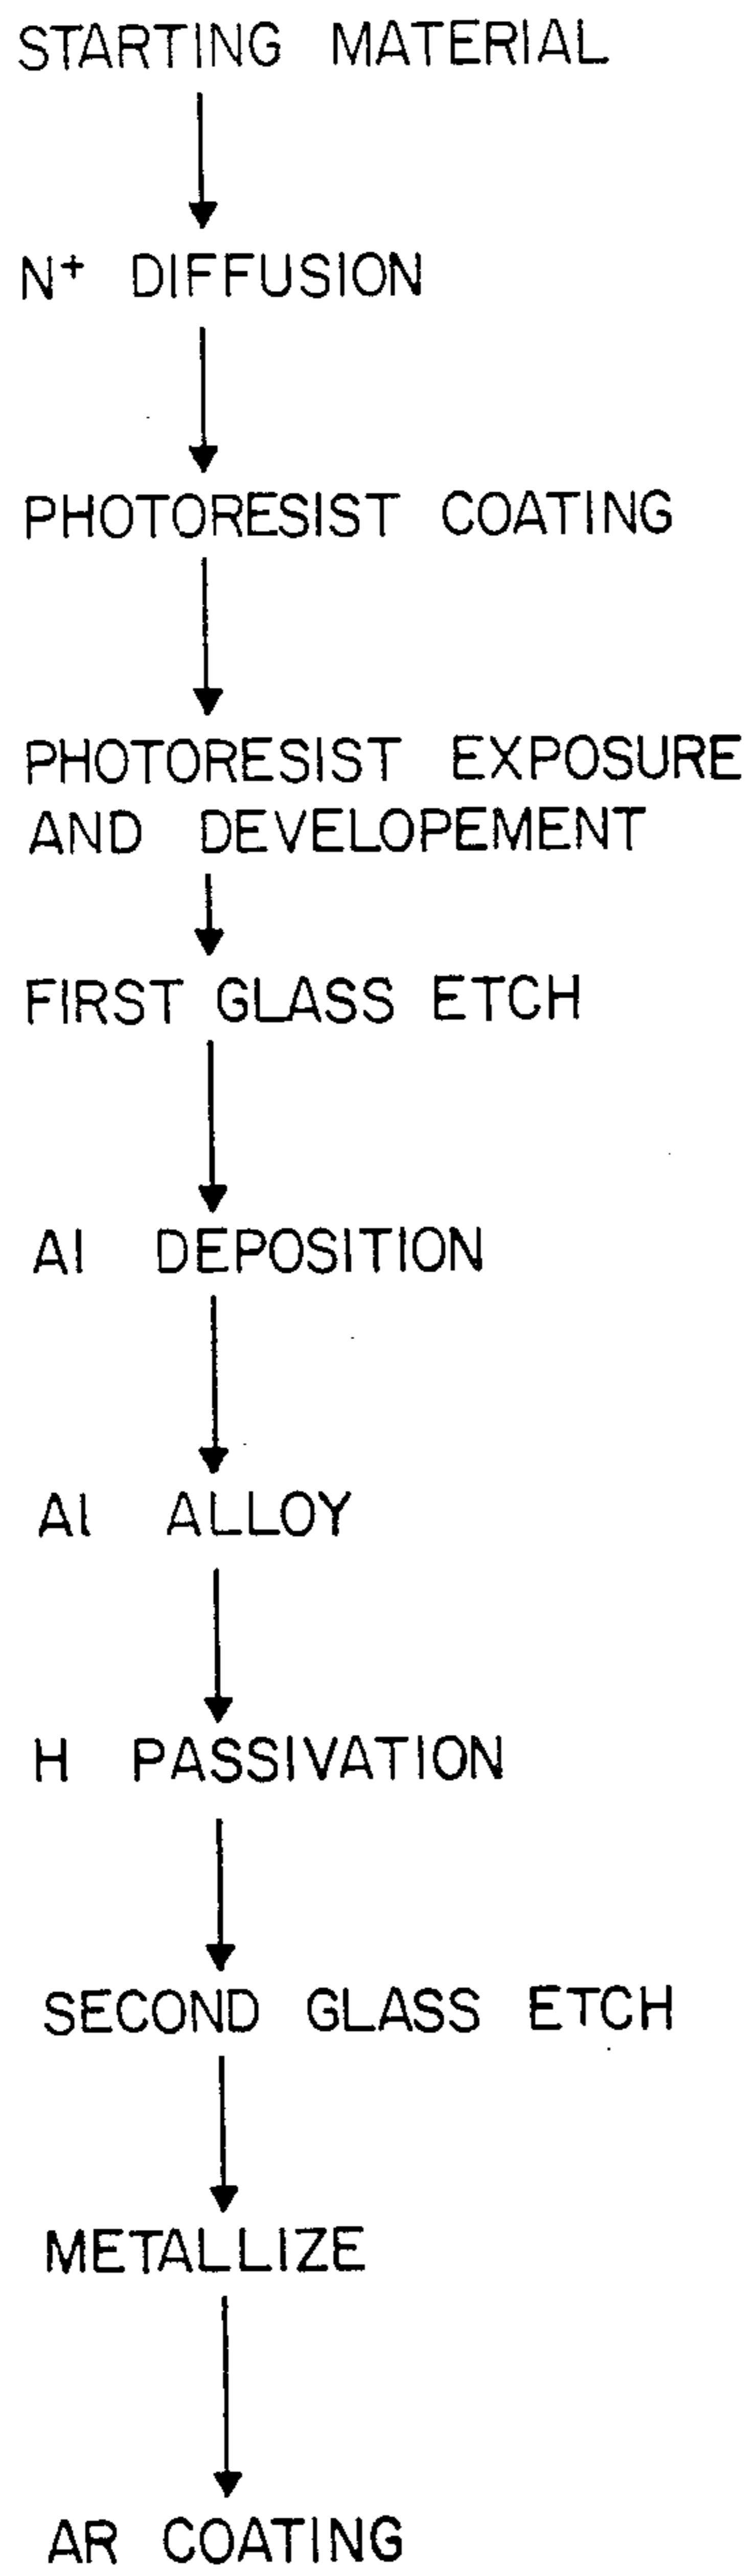 STARTING MATERIAL
N+ DIFFUSION
PHOTORESIST COATING
PHOTORESIST EXPOSURE
AND DEVELOPEMENT
FIRST GLASS ETCH
Al DEPOSITION
Al ALLOY
H PASSIVATION
SECOND GLASS ETCH
METALLIZE
AR COATING